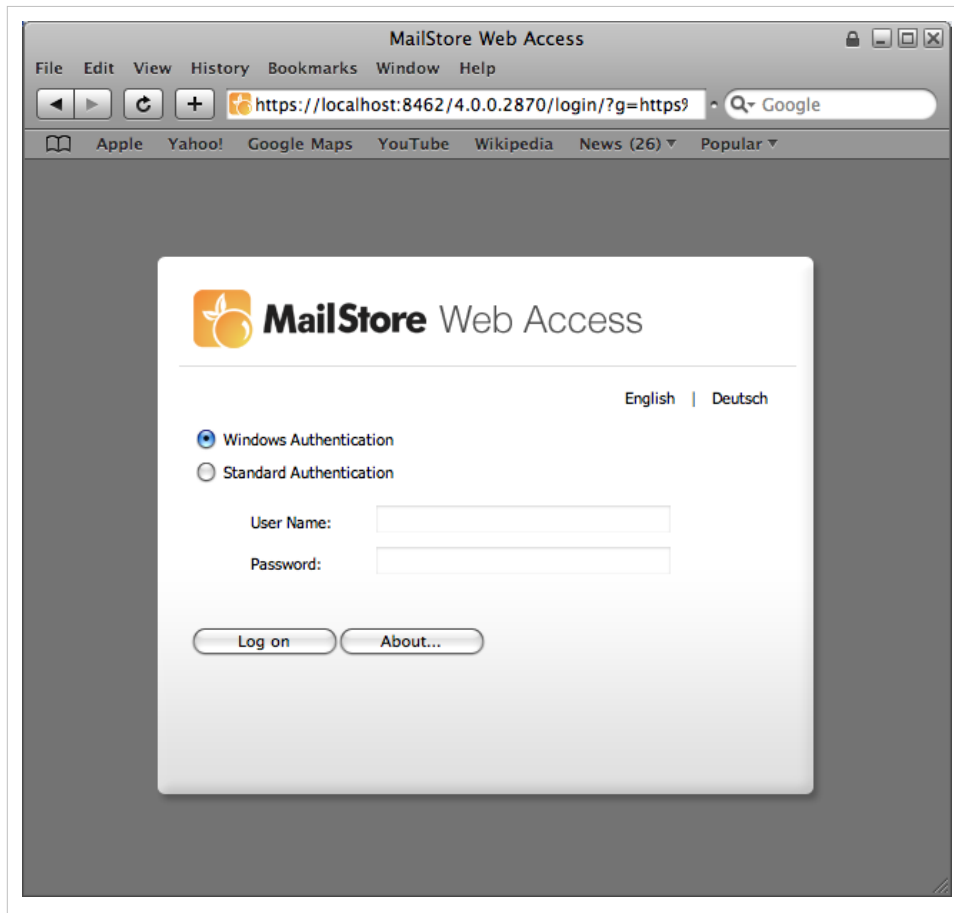 MailStore Web Access
File Edit View History Bookmarks Window Help
https://localhost:8462/4.0.0.2870/login/?g=https% Google
Apple Yahoo! Google Maps YouTube Wikipedia News (26) Popular
MailStore Web Access
English | Deutsch
Windows Authentication
Standard Authentication
User Name:
Password:
Log on About...